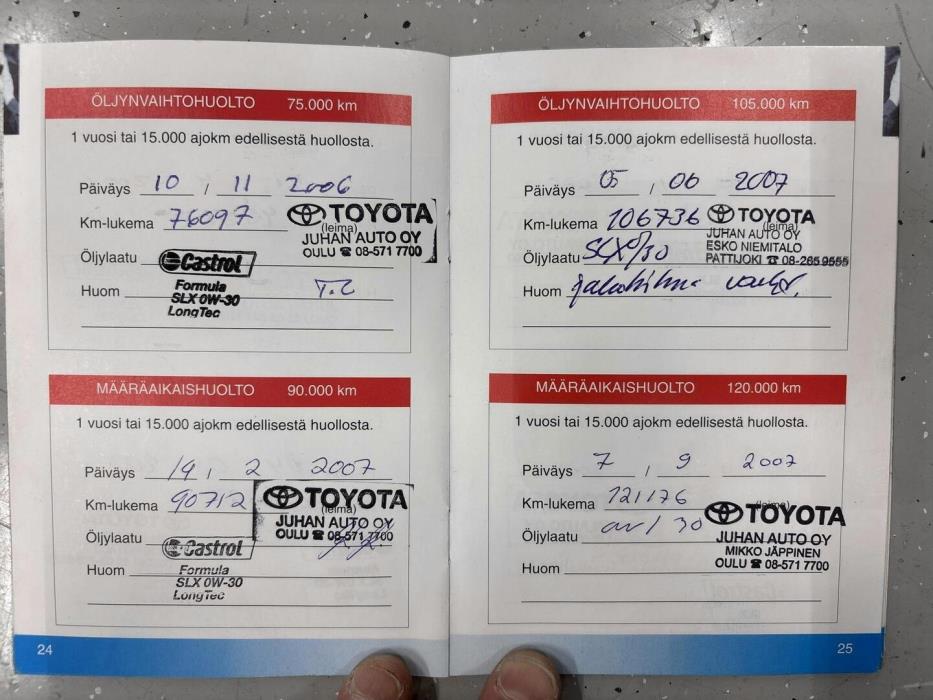 ÖLJYNVAIHTOHUOLTO 75.000 km
1 vuosi tai 15.000 ajokm edellisestä huollosta.
Päiväys 10 / 11 2006
Km-lukema 76097
TOYOTA
(leima)
JUHAN AUTO OY
OULU ☎ 08-571 7700
Öljylaatu Castrol
Formula
SLX 0W-30
LongTec
Huom
MÄÄRÄAIKAISHUOLTO 90.000 km
1 vuosi tai 15.000 ajokm edellisestä huollosta.
Päiväys 14 / 2 2007
Km-lukema 90712
TOYOTA
(leima)
JUHAN AUTO OY
OULU ☎ 08-571 7700
Öljylaatu Castrol
Formula
SLX 0W-30
LongTec
Huom
24
ÖLJYNVAIHTOHUOLTO 105.000 km
1 vuosi tai 15.000 ajokm edellisestä huollosta.
Päiväys 05 / 06 2007
Km-lukema 106736
TOYOTA
(leima)
JUHAN AUTO OY
ESKO NIEMITALO
PATTIJOKI ☎ 08-265 9555
Öljylaatu SLX 0/30
Huom
MÄÄRÄAIKAISHUOLTO 120.000 km
1 vuosi tai 15.000 ajokm edellisestä huollosta.
Päiväys 7 / 9 2007
Km-lukema 121176
(leima)
TOYOTA
JUHAN AUTO OY
MIKKO JÄPPINEN
OULU ☎ 08-571 7700
Öljylaatu 0w/30
Huom
25